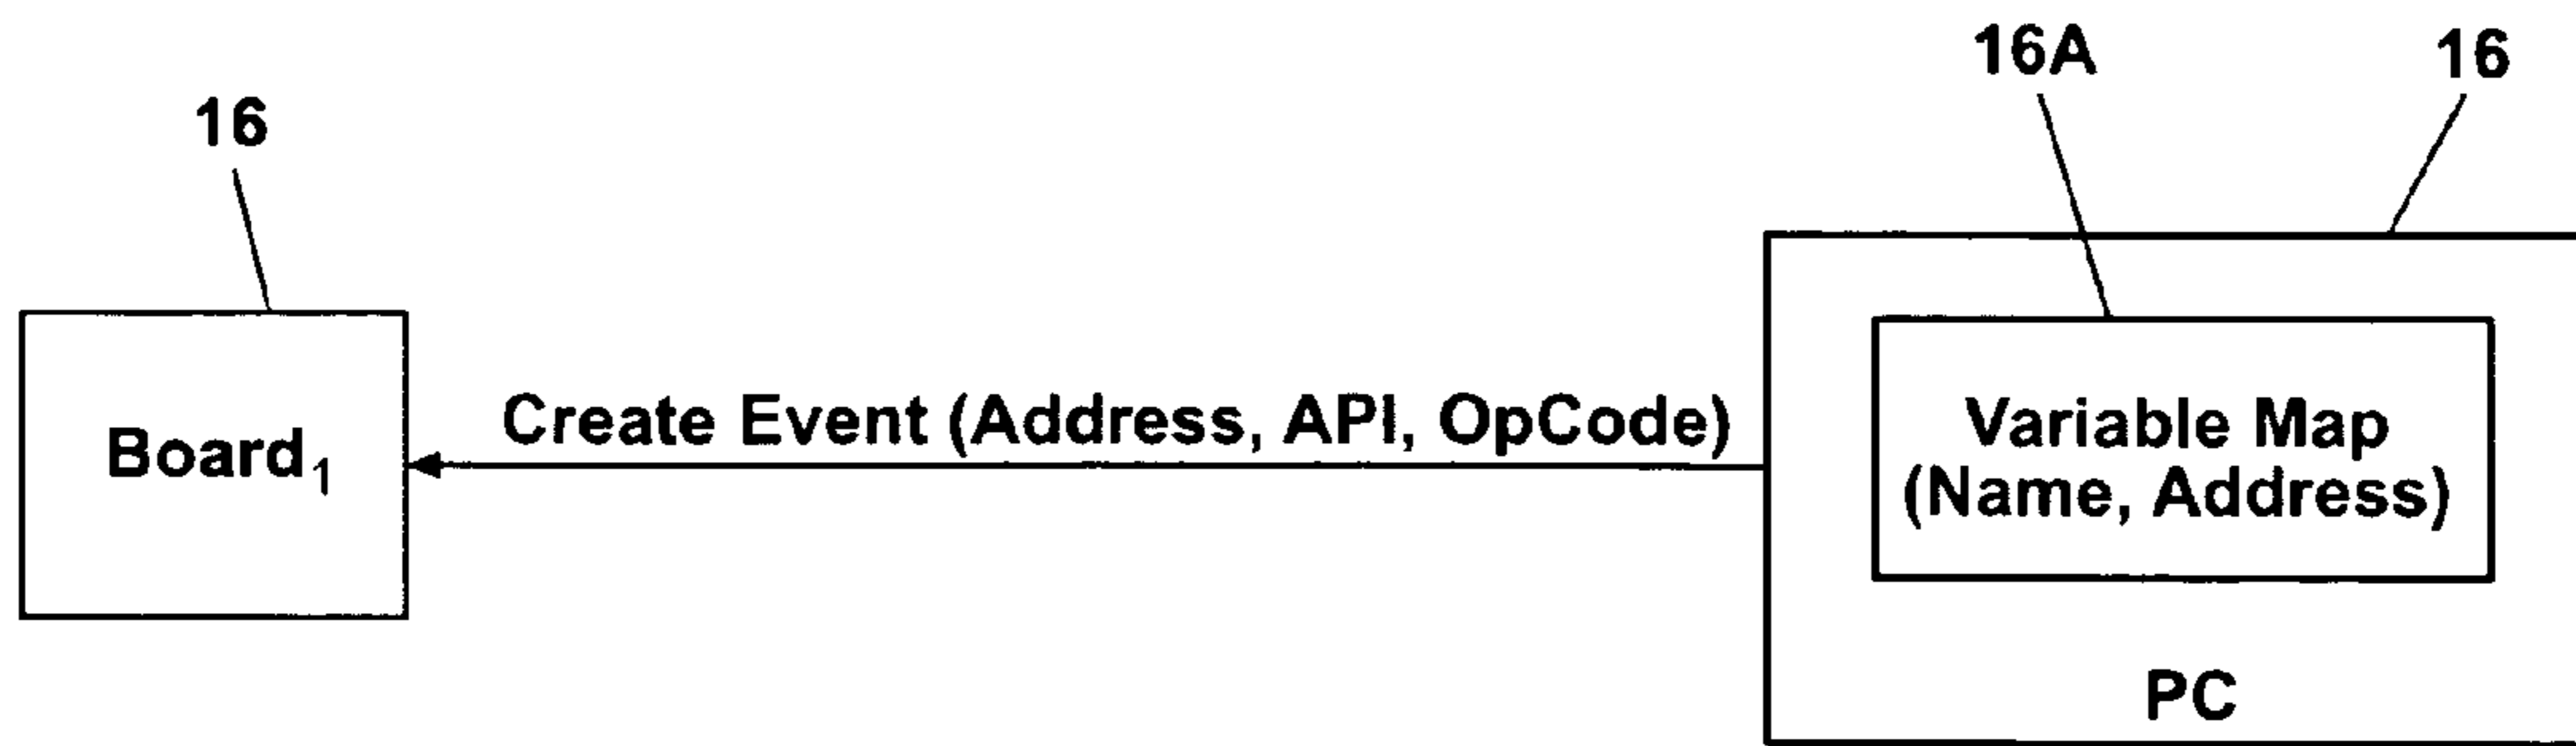 16A
16
16
Create Event (Address, API, OpCode)
Board1
Variable Map
(Name, Address)
PC